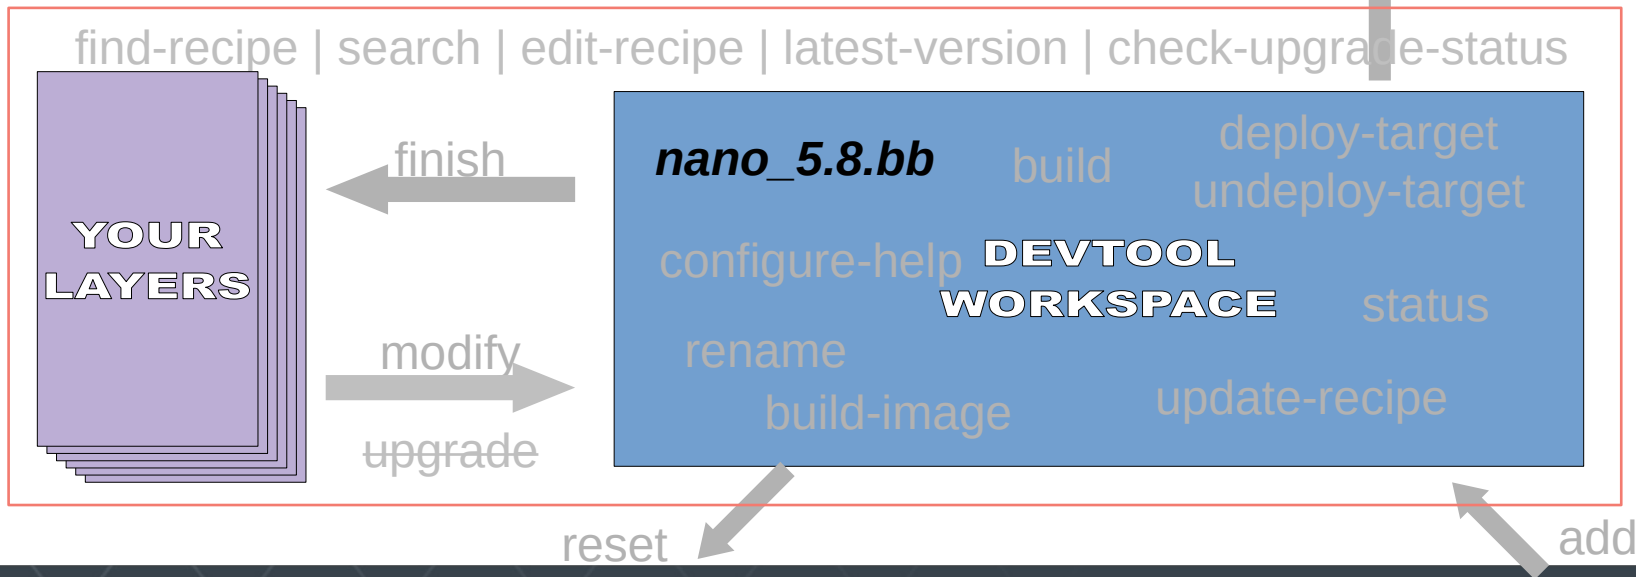 find-recipe | search | edit-recipe | latest-version | check-upgrade-status
YOUR
LAYERS
finish
modify
upgrade
nano_5.8.bb
build
deploy-target
undeploy-target
configure-help
DEVTOOL
WORKSPACE
status
rename
build-image
update-recipe
reset
add